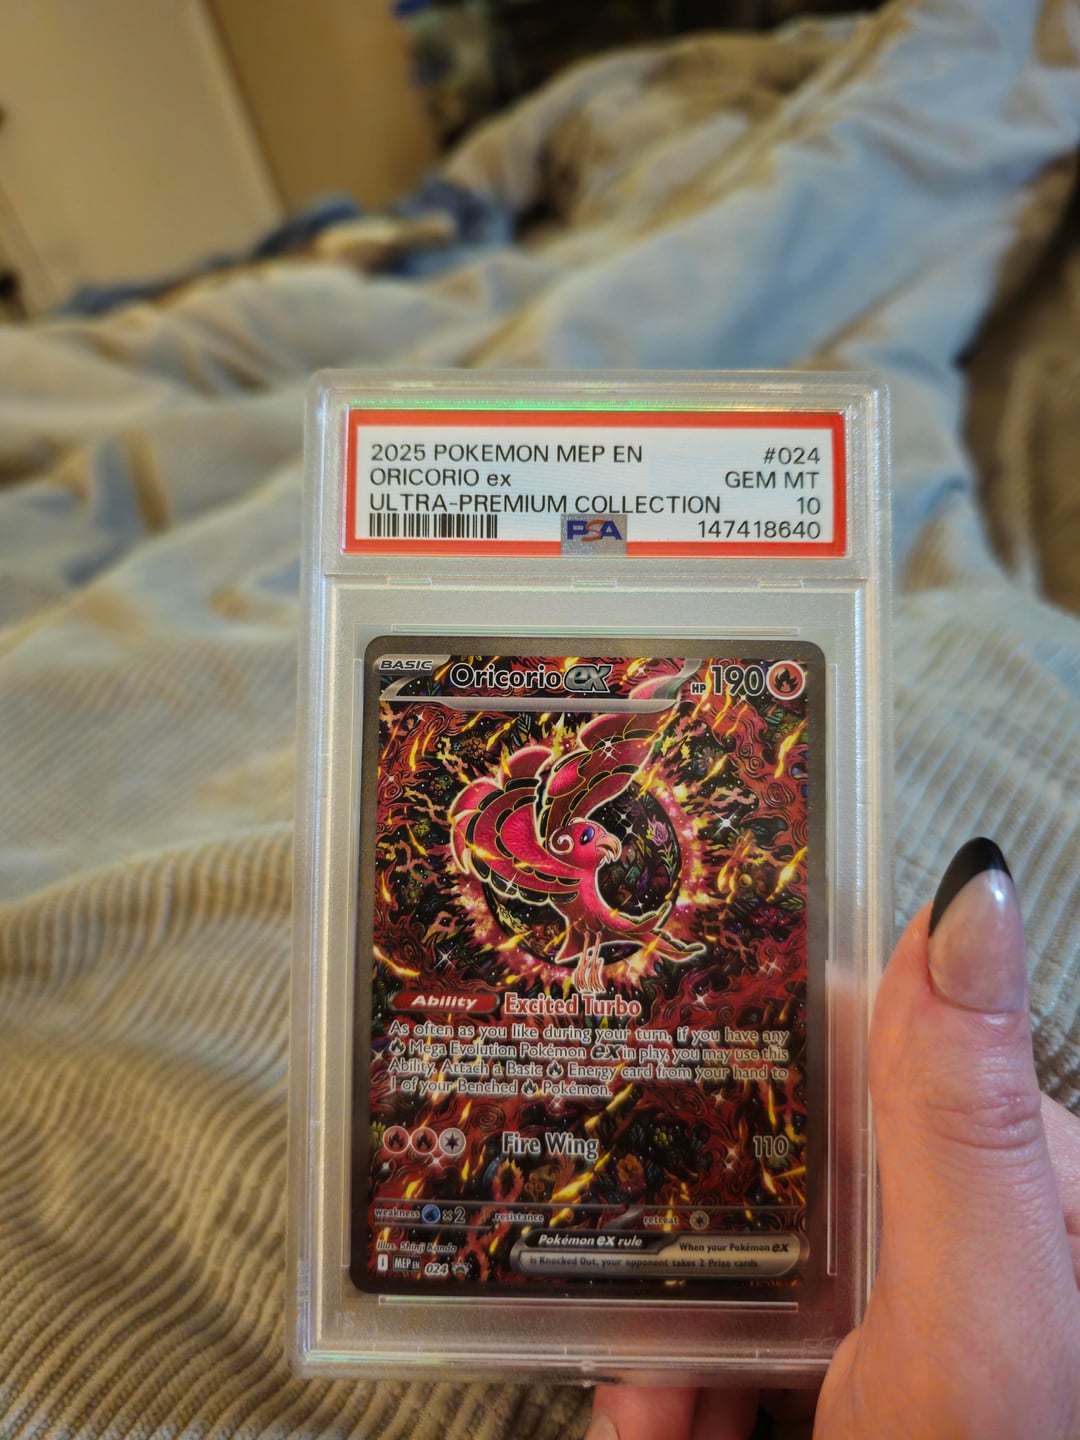 2025 POKEMON MEP EN #024
ORICORIO ex GEM MT
ULTRA-PREMIUM COLLECTION 10
PSA 147418640
BASIC Oricorio ex HP 190
Ability Excited Turbo
As often as you like during your turn, if you have any
Mega Evolution Pokémon ex in play, you may use this
Ability. Attach a Basic Energy card from your hand to
1 of your Benched Pokémon.
Fire Wing 110
weakness ×2 resistance retreat
Illus. Shinji Kanda
Pokémon ex rule When your Pokémon ex
is Knocked Out, your opponent takes 2 Prize cards.
I MEP EN 024